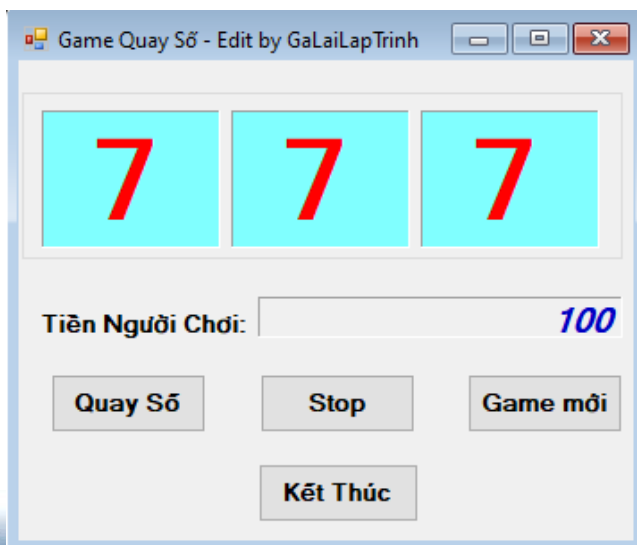 Game Quay Số - Edit by GaLaiLapTrinh
7 7 7
Tiền Người Chơi: 100
Quay Số Stop Game mới
Kết Thúc